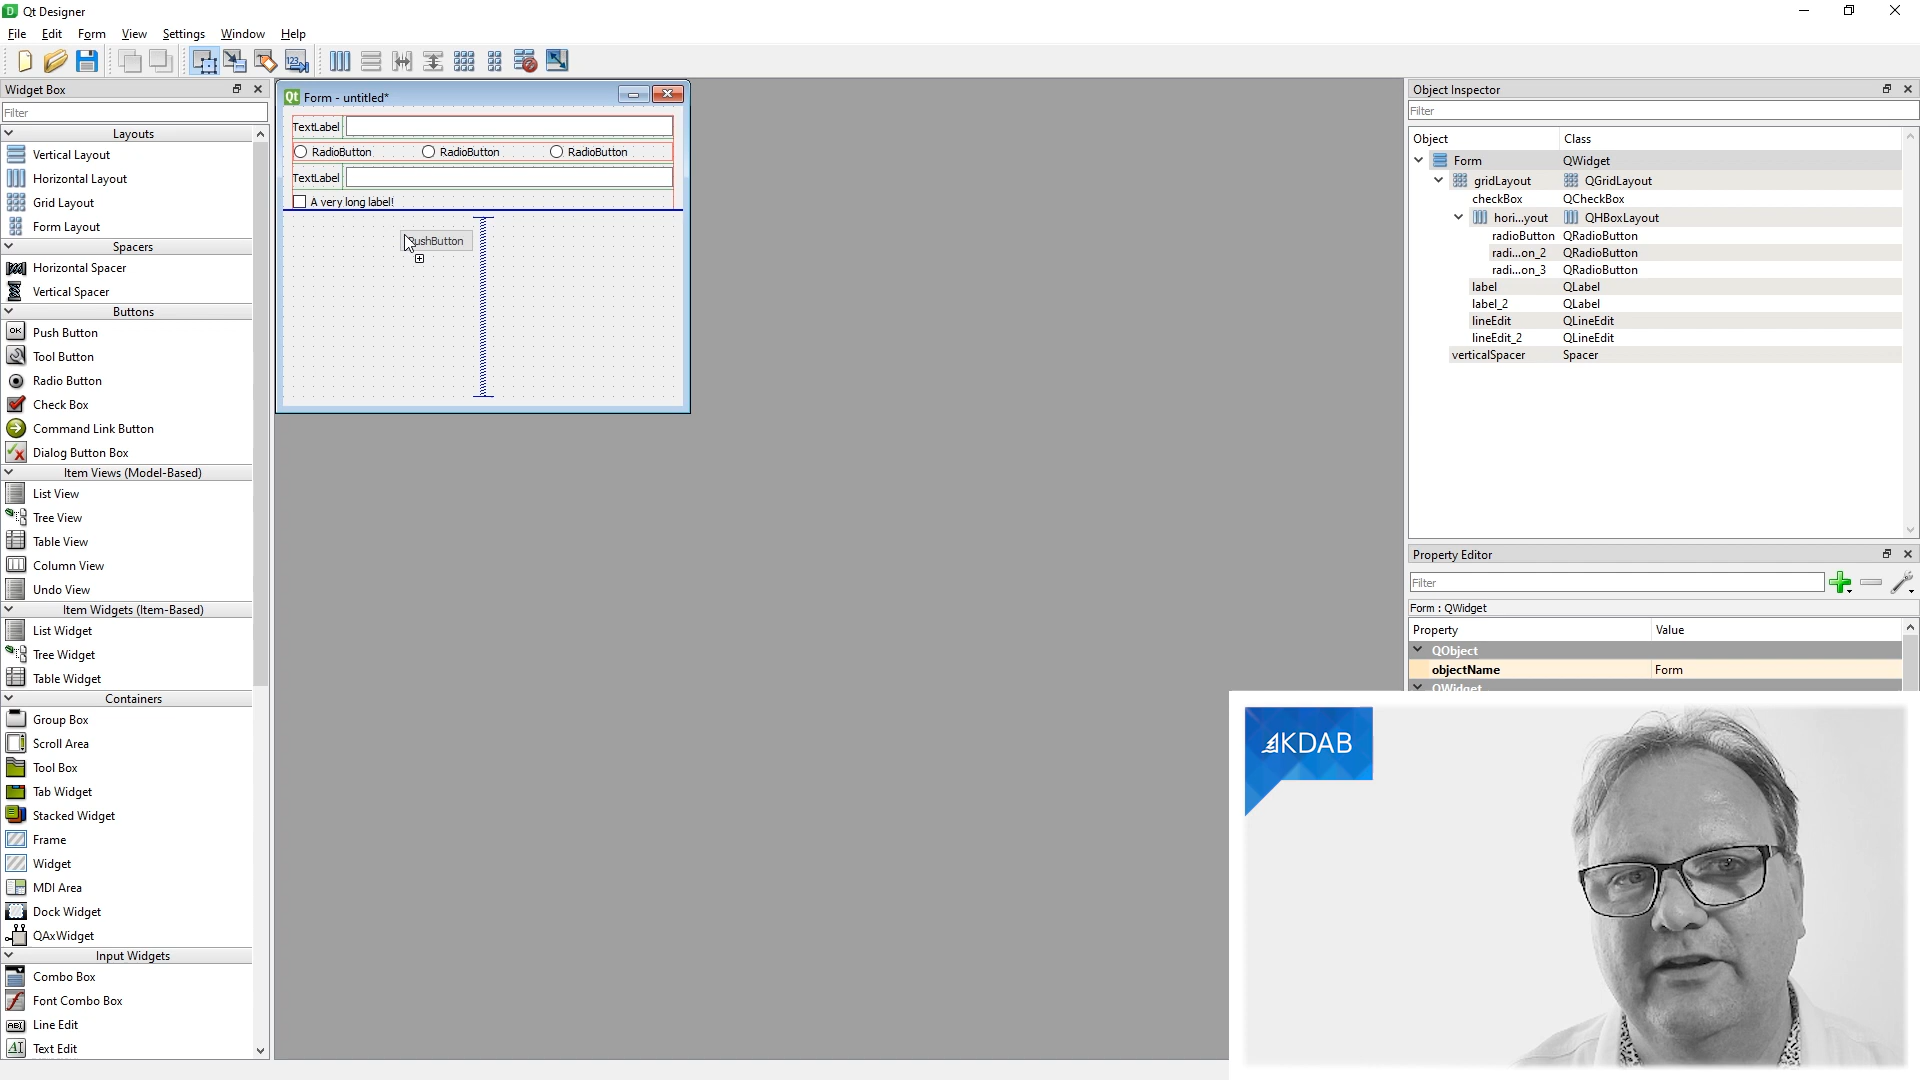 Qt Designer
File Edit Form View Settings Window Help
Widget Box
Filter
Layouts
Vertical Layout
Horizontal Layout
Grid Layout
Form Layout
Spacers
Horizontal Spacer
Vertical Spacer
Buttons
Push Button
Tool Button
Radio Button
Check Box
Command Link Button
Dialog Button Box
Item Views (Model-Based)
List View
Tree View
Table View
Column View
Undo View
Item Widgets (Item-Based)
List Widget
Tree Widget
Table Widget
Containers
Group Box
Scroll Area
Tool Box
Tab Widget
Stacked Widget
Frame
Widget
MDI Area
Dock Widget
QAxWidget
Input Widgets
Combo Box
Font Combo Box
Line Edit
Text Edit
Form - untitled*
TextLabel
RadioButton RadioButton RadioButton
TextLabel
A very long label!
PushButton
Object Inspector
Filter
Object Class
Form QWidget
gridLayout QGridLayout
checkBox QCheckBox
hori...yout QHBoxLayout
radioButton QRadioButton
radi...on_2 QRadioButton
radi...on_3 QRadioButton
label QLabel
label_2 QLabel
lineEdit QLineEdit
lineEdit_2 QLineEdit
verticalSpacer Spacer
Property Editor
Filter
Form : QWidget
Property Value
QObject
objectName Form
QWidget
KDAB